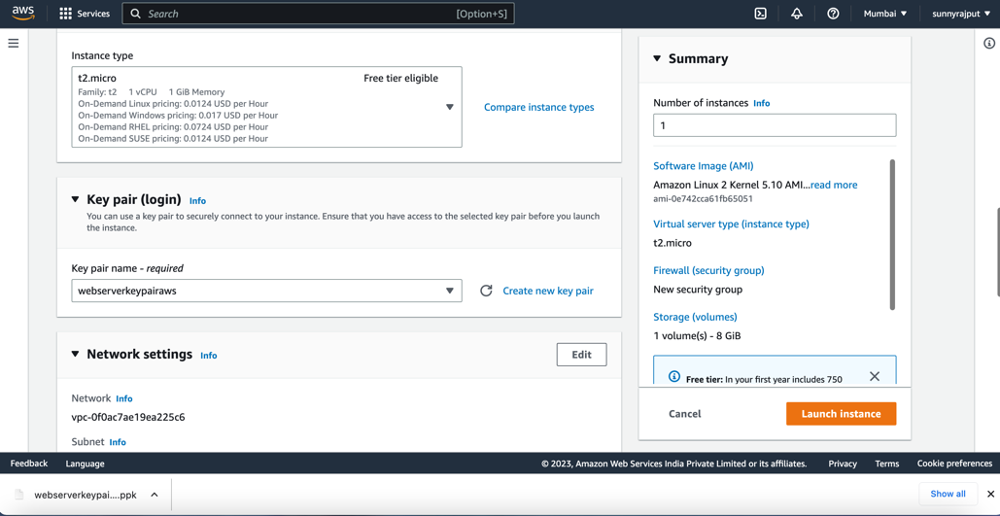 aws
Services
Search
[Option+S]
Mumbai
sunnyrajput
Instance type
t2.micro
Free tier eligible
Family: t2 1 vCPU 1 GiB Memory
On-Demand Linux pricing: 0.0124 USD per Hour
On-Demand Windows pricing: 0.017 USD per Hour
On-Demand RHEL pricing: 0.0724 USD per Hour
On-Demand SUSE pricing: 0.0124 USD per Hour
Compare instance types
Key pair (login) Info
You can use a key pair to securely connect to your instance. Ensure that you have access to the selected key pair before you launch
the instance.
Key pair name - required
webserverkeypairaws
Create new key pair
Network settings Info
Edit
Network Info
vpc-0f0ac7ae19ea225c6
Subnet Info
Summary
Number of instances Info
1
Software Image (AMI)
Amazon Linux 2 Kernel 5.10 AMI...read more
ami-0e742cca61fb65051
Virtual server type (instance type)
t2.micro
Firewall (security group)
New security group
Storage (volumes)
1 volume(s) - 8 GiB
Free tier: In your first year includes 750
Cancel
Launch instance
Feedback
Language
© 2023, Amazon Web Services India Private Limited or its affiliates.
Privacy
Terms
Cookie preferences
webserverkeypai....ppk
Show all